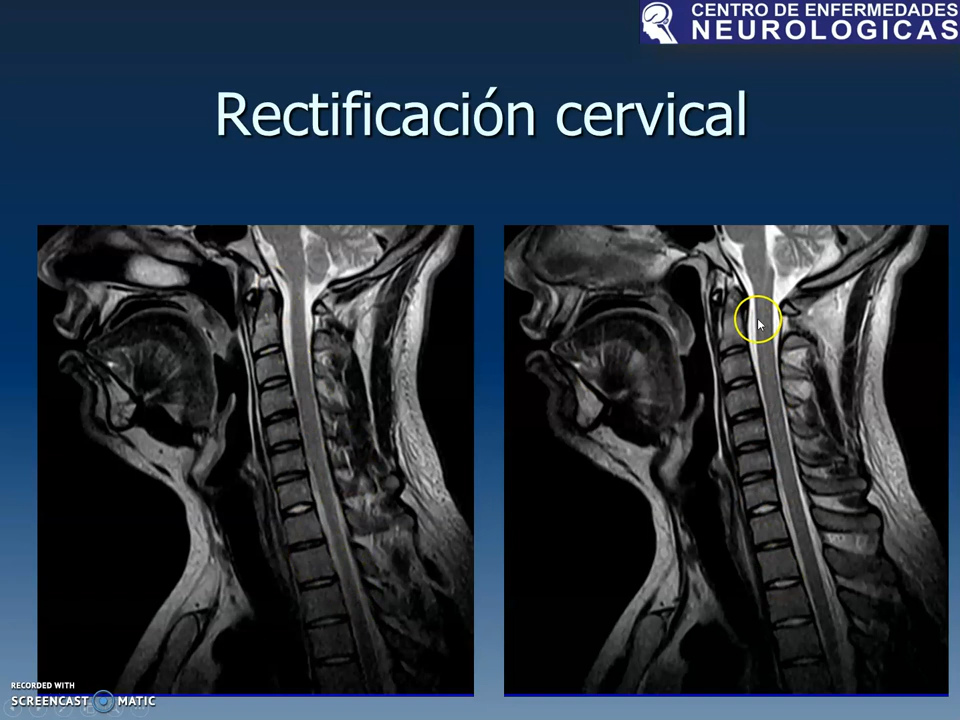 CENTRO DE ENFERMEDADES
NEUROLOGICAS
Rectificación cervical
RECORDED WITH
SCREENCAST MATIC